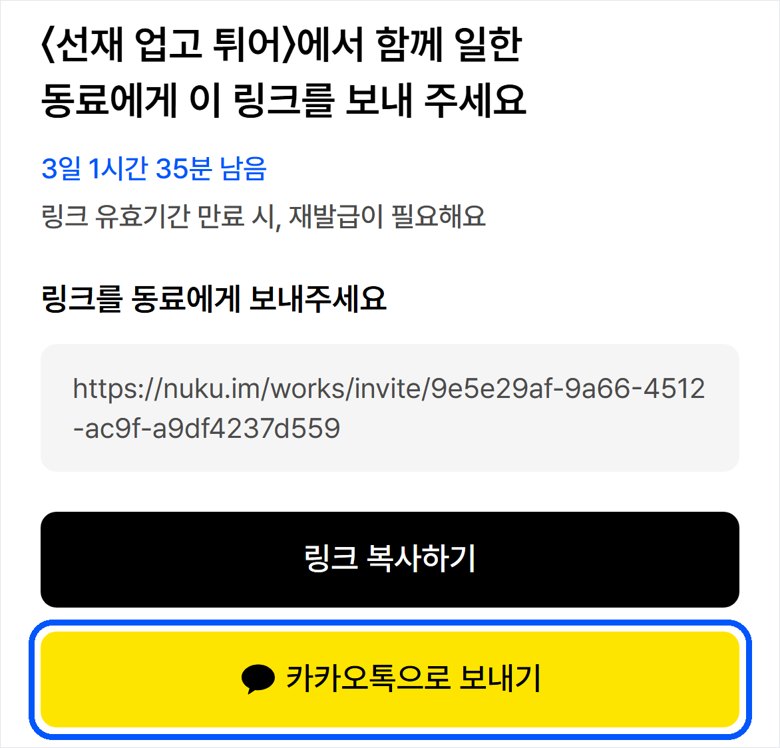 〈선재 업고 튀어〉에서 함께 일한
동료에게 이 링크를 보내 주세요
3일 1시간 35분 남음
링크 유효기간 만료 시, 재발급이 필요해요
링크를 동료에게 보내주세요
https://nuku.im/works/invite/9e5e29af-9a66-4512
-ac9f-a9df4237d559
링크 복사하기
카카오톡으로 보내기